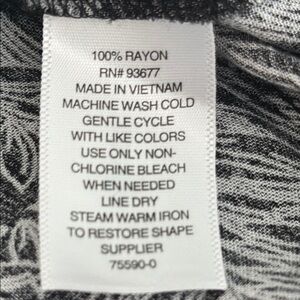 100% RAYON
RN# 93677
MADE IN VIETNAM
MACHINE WASH COLD
GENTLE CYCLE
WITH LIKE COLORS
USE ONLY NON-
CHLORINE BLEACH
WHEN NEEDED
LINE DRY
STEAM WARM IRON
TO RESTORE SHAPE
SUPPLIER
75590-0